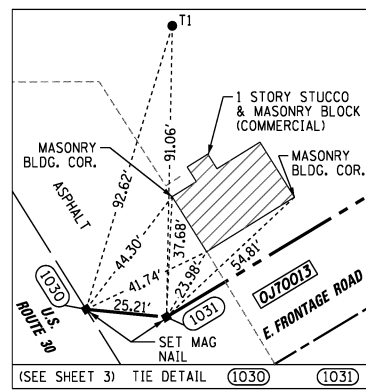 T1
1 STORY STUCCO
& MASONRY BLOCK
(COMMERCIAL)
MASONRY
BLDG. COR.
MASONRY
BLDG. COR.
ASPHALT
92.62'
91.06'
44.30'
37.68'
41.74'
23.98'
54.81'
25.21'
1030
1031
U.S.
ROUTE 30
0J70013
E. FRONTAGE ROAD
SET MAG
NAIL
(SEE SHEET 3) TIE DETAIL 1030 1031